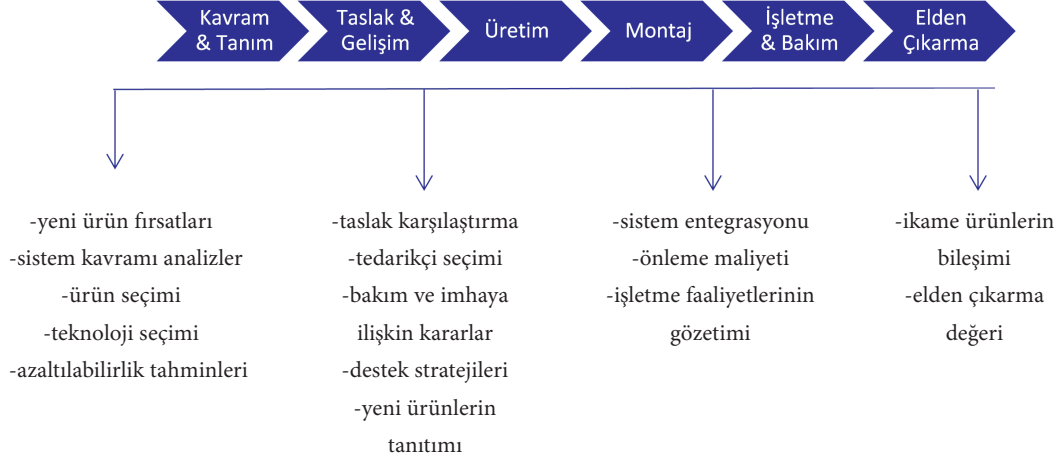 Kavram
& Tanım
Taslak &
Gelişim
Üretim
Montaj
İşletme
& Bakım
Elden
Çıkarma
-yeni ürün fırsatları
-sistem kavramı analizler
-ürün seçimi
-teknoloji seçimi
-azaltılabilirlik tahminleri
-taslak karşılaştırma
-tedarikçi seçimi
-bakım ve imhaya
ilişkin kararlar
-destek stratejileri
-yeni ürünlerin
tanıtımı
-sistem entegrasyonu
-önleme maliyeti
-işletme faaliyetlerinin
gözetimi
-ikame ürünlerin
bileşimi
-elden çıkarma
değeri